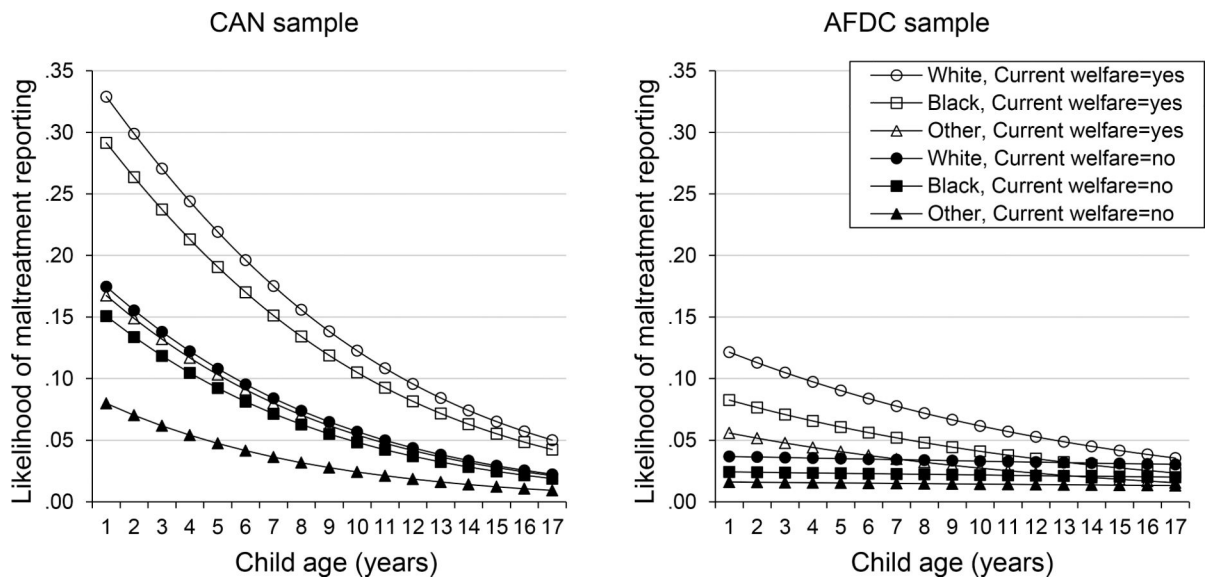 CAN sample
Likelihood of maltreatment reporting
.35
.30
.25
.20
.15
.10
.05
.00
1 2 3 4 5 6 7 8 9 10 11 12 13 14 15 16 17
Child age (years)
AFDC sample
Likelihood of maltreatment reporting
.35
.30
.25
.20
.15
.10
.05
.00
White, Current welfare=yes
Black, Current welfare=yes
Other, Current welfare=yes
White, Current welfare=no
Black, Current welfare=no
Other, Current welfare=no
1 2 3 4 5 6 7 8 9 10 11 12 13 14 15 16 17
Child age (years)